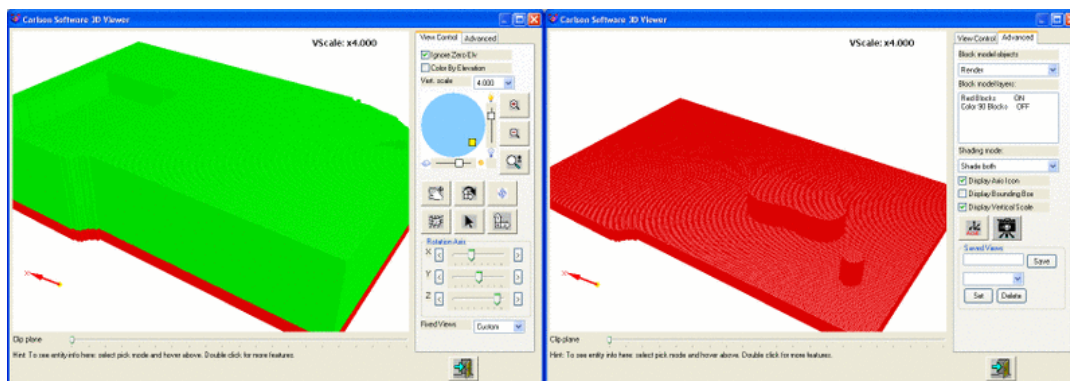 Carlson Software 3D Viewer
VScale: x4.000
View Control
Advanced
Ignore Zero Elv
Color By Elevation
Vert. scale
4.000
Rotation Axis
X
<
>
Y
<
>
Z
<
>
Fixed Views
Custom
Clip plane
Hint: To see entity info here: select pick mode and hover above. Double click for more features.
Carlson Software 3D Viewer
VScale: x4.000
View Control
Advanced
Block model objects
Render
Block model layers:
Red Blocks ON
Color 90 Blocks OFF
Shading mode:
Shade both
Display Axis Icon
Display Bounding Box
Display Vertical Scale
Saved Views
Save
Set
Delete
Clip plane
Hint: To see entity info here: select pick mode and hover above. Double click for more features.